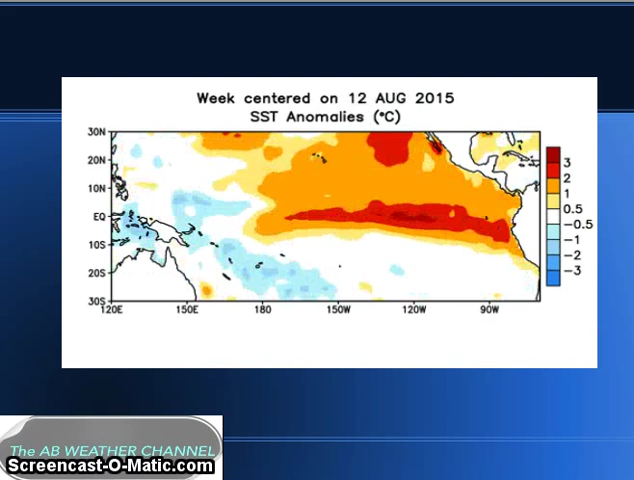 Week centered on 12 AUG 2015
SST Anomalies (°C)
30N
20N
10N
EQ
10S
20S
30S
120E 150E 180 150W 120W 90W
3
2
1
0.5
−0.5
−1
−2
−3
The AB WEATHER CHANNEL
Screencast-O-Matic.com